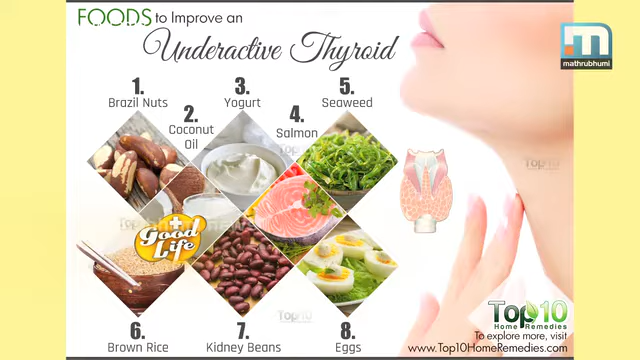 FOODS to Improve an
Underactive Thyroid
mathrubhumi
1.
Brazil Nuts
2.
Coconut
Oil
3.
Yogurt
4.
Salmon
5.
Seaweed
Good
Life
6.
Brown Rice
7.
Kidney Beans
8.
Eggs
Top10
Top10
Top10
Home Remedies
To explore more, visit
www.Top10HomeRemedies.com